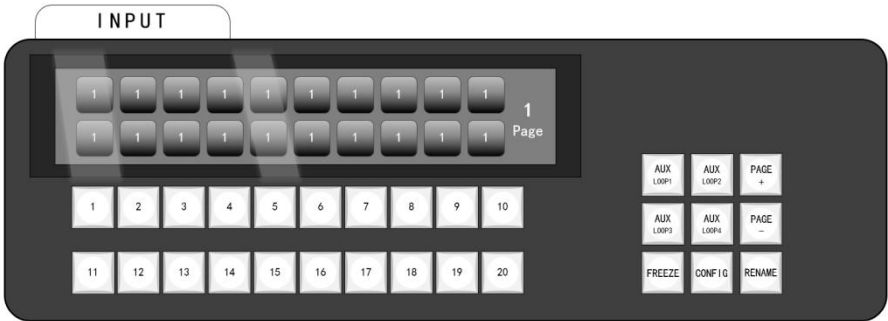 INPUT
1 1 1 1 1 1 1 1 1 1
1
1 1 1 1 1 1 1 1 1 1
Page
1 2 3 4 5 6 7 8 9 10
11 12 13 14 15 16 17 18 19 20
AUX AUX PAGE
LOOP1 LOOP2 +
AUX AUX PAGE
LOOP3 LOOP4 −
FREEZE CONFIG RENAME